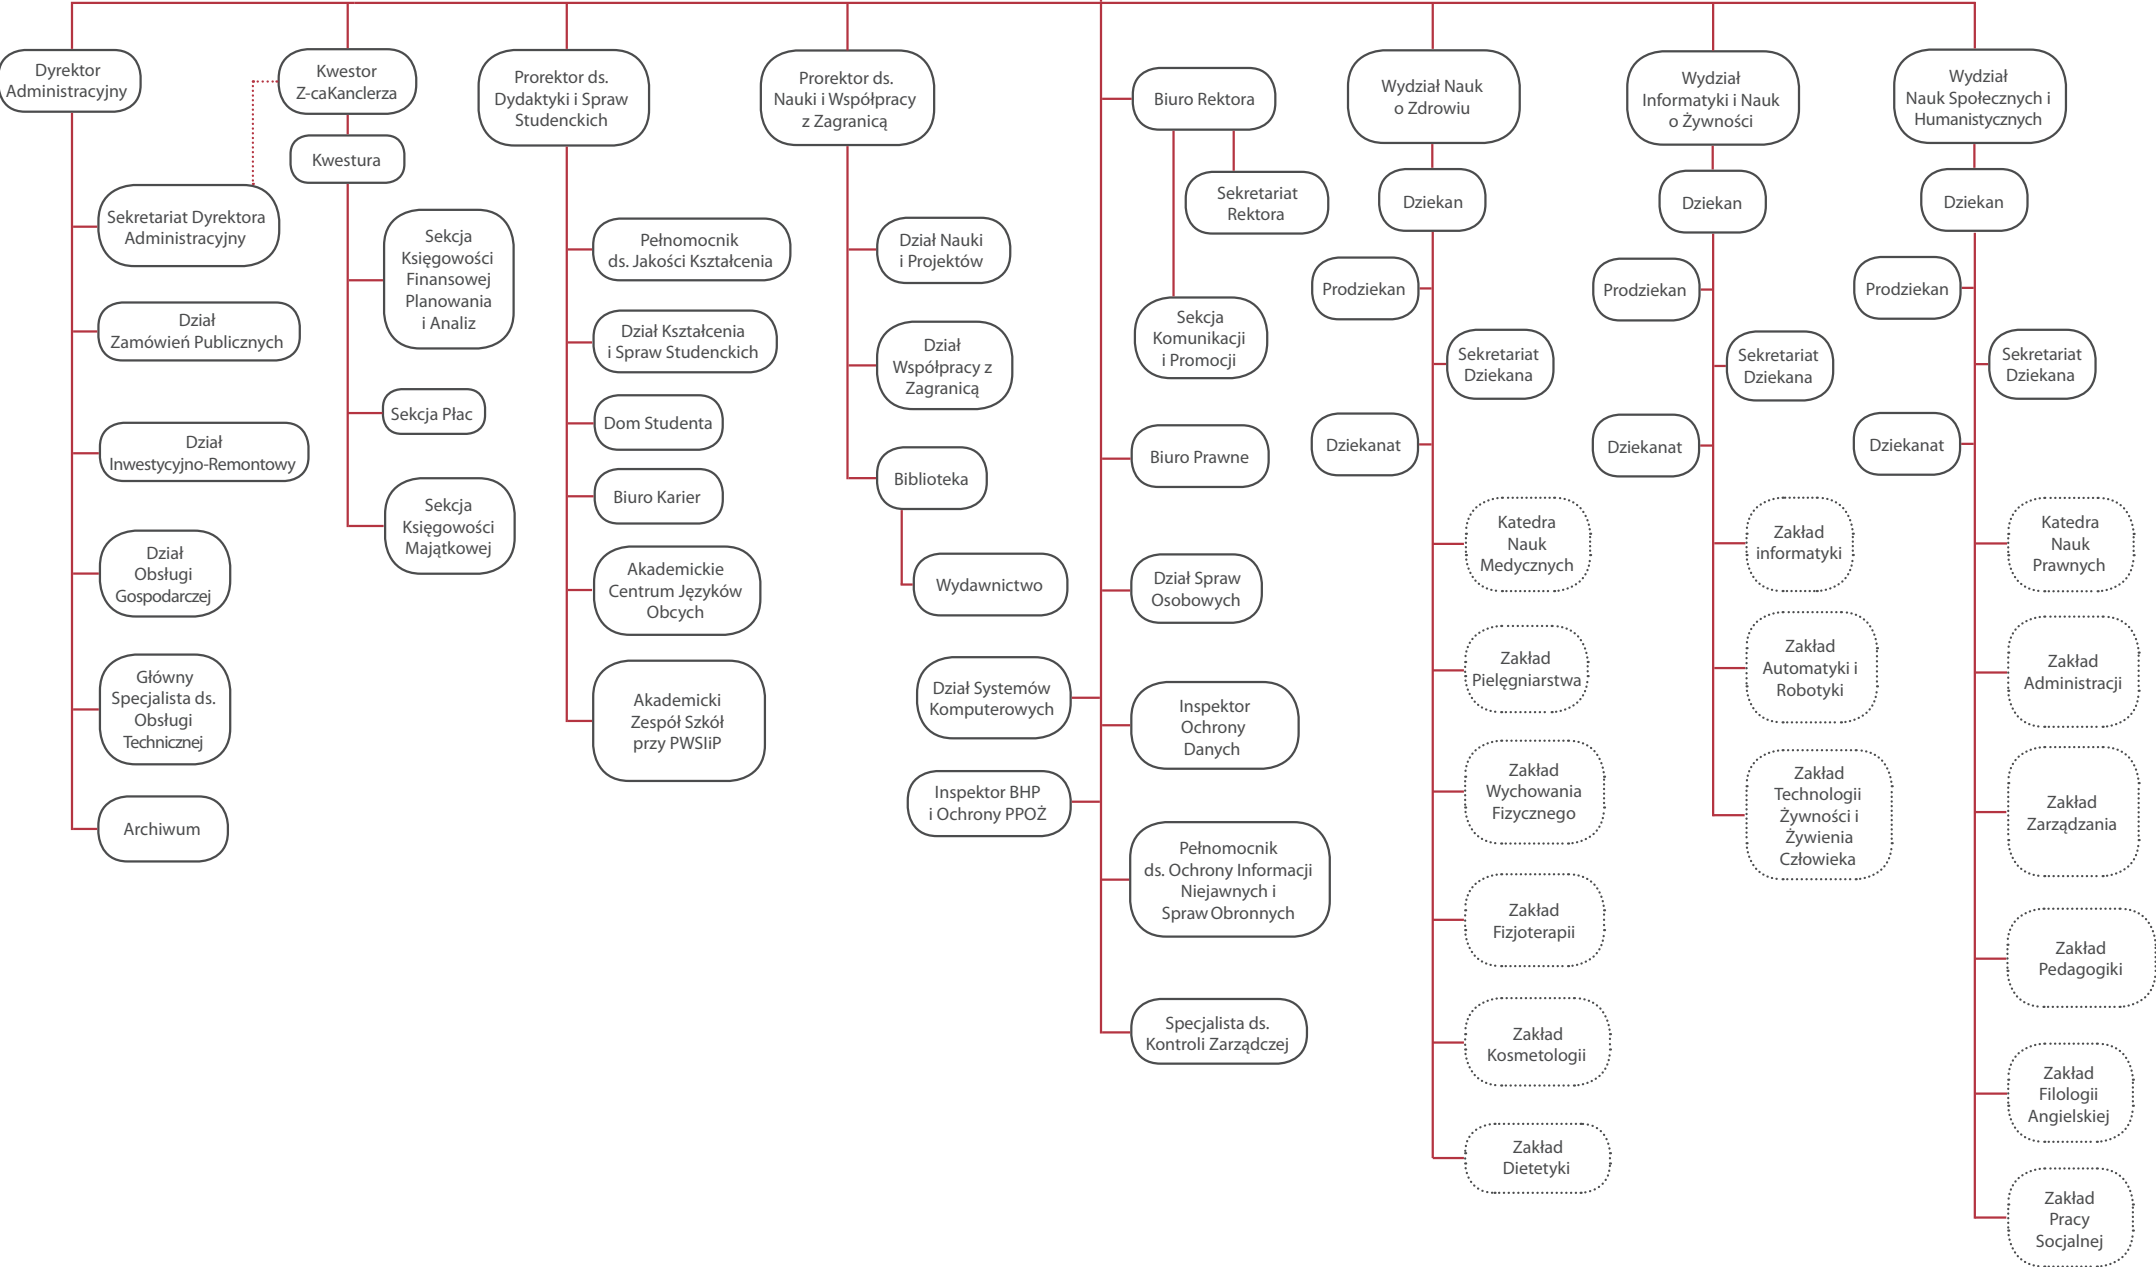 Dyrektor
Administracyjny
Sekretariat Dyrektora
Administracyjny
Dział
Zamówień Publicznych
Dział
Inwestycyjno-Remontowy
Dział
Obsługi
Gospodarczej
Główny
Specjalista ds.
Obsługi
Technicznej
Archiwum
Kwestor
Z-caKanclerza
Kwestura
Sekcja
Księgowości
Finansowej
Planowania
i Analiz
Sekcja Płac
Sekcja
Księgowości
Majątkowej
Prorektor ds.
Dydaktyki i Spraw
Studenckich
Pełnomocnik
ds. Jakości Kształcenia
Dział Kształcenia
i Spraw Studenckich
Dom Studenta
Biuro Karier
Akademickie
Centrum Języków
Obcych
Akademicki
Zespół Szkół
przy PWSIiP
Prorektor ds.
Nauki i Współpracy
z Zagranicą
Dział Nauki
i Projektów
Dział
Współpracy z
Zagranicą
Biblioteka
Wydawnictwo
Dział Systemów
Komputerowych
Inspektor BHP
i Ochrony PPOŻ
Biuro Rektora
Sekretariat
Rektora
Sekcja
Komunikacji
i Promocji
Biuro Prawne
Dział Spraw
Osobowych
Inspektor
Ochrony
Danych
Pełnomocnik
ds. Ochrony Informacji
Niejawnych i
Spraw Obronnych
Specjalista ds.
Kontroli Zarządczej
Wydział Nauk
o Zdrowiu
Dziekan
Prodziekan
Sekretariat
Dziekana
Dziekanat
Katedra
Nauk
Medycznych
Zakład
Pielęgniarstwa
Zakład
Wychowania
Fizycznego
Zakład
Fizjoterapii
Zakład
Kosmetologii
Zakład
Dietetyki
Wydział
Informatyki i Nauk
o Żywności
Dziekan
Prodziekan
Sekretariat
Dziekana
Dziekanat
Zakład
informatyki
Zakład
Automatyki i
Robotyki
Zakład
Technologii
Żywności i
Żywienia
Człowieka
Wydział
Nauk Społecznych i
Humanistycznych
Dziekan
Prodziekan
Sekretariat
Dziekana
Dziekanat
Katedra
Nauk
Prawnych
Zakład
Administracji
Zakład
Zarządzania
Zakład
Pedagogiki
Zakład
Filologii
Angielskiej
Zakład
Pracy
Socjalnej